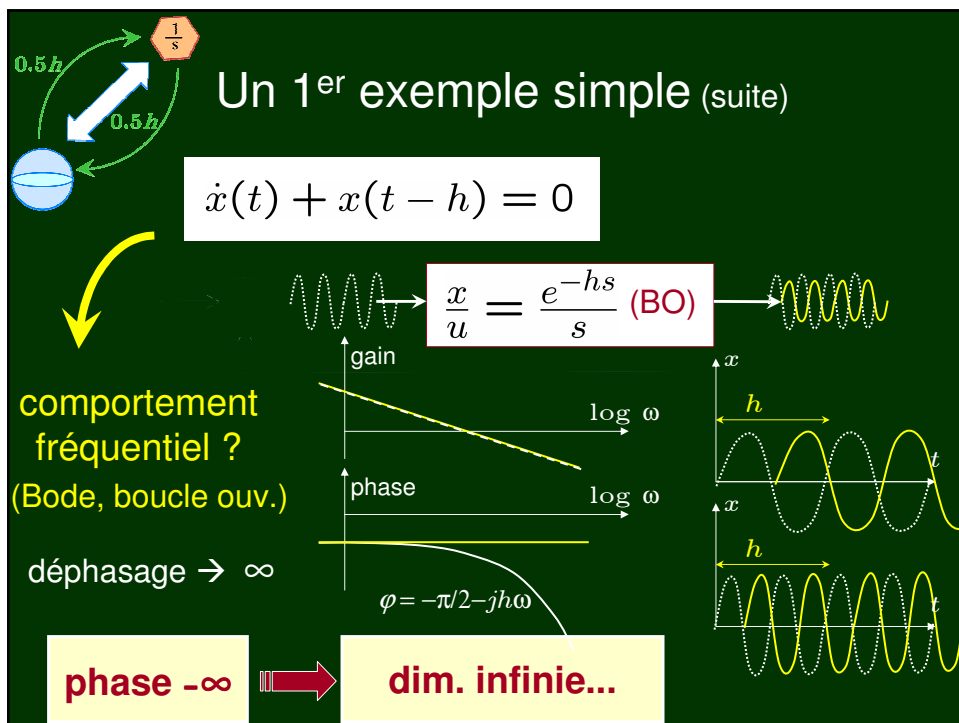 1/s
0.5h
0.5h
Un 1er exemple simple (suite)
ẋ(t) + x(t − h) = 0
x/u = e^{−hs}/s (BO)
gain
log ω
comportement
fréquentiel ?
(Bode, boucle ouv.)
phase
log ω
déphasage → ∞
φ = −π/2−jhω
x
h
t
x
h
t
phase -∞
dim. infinie...